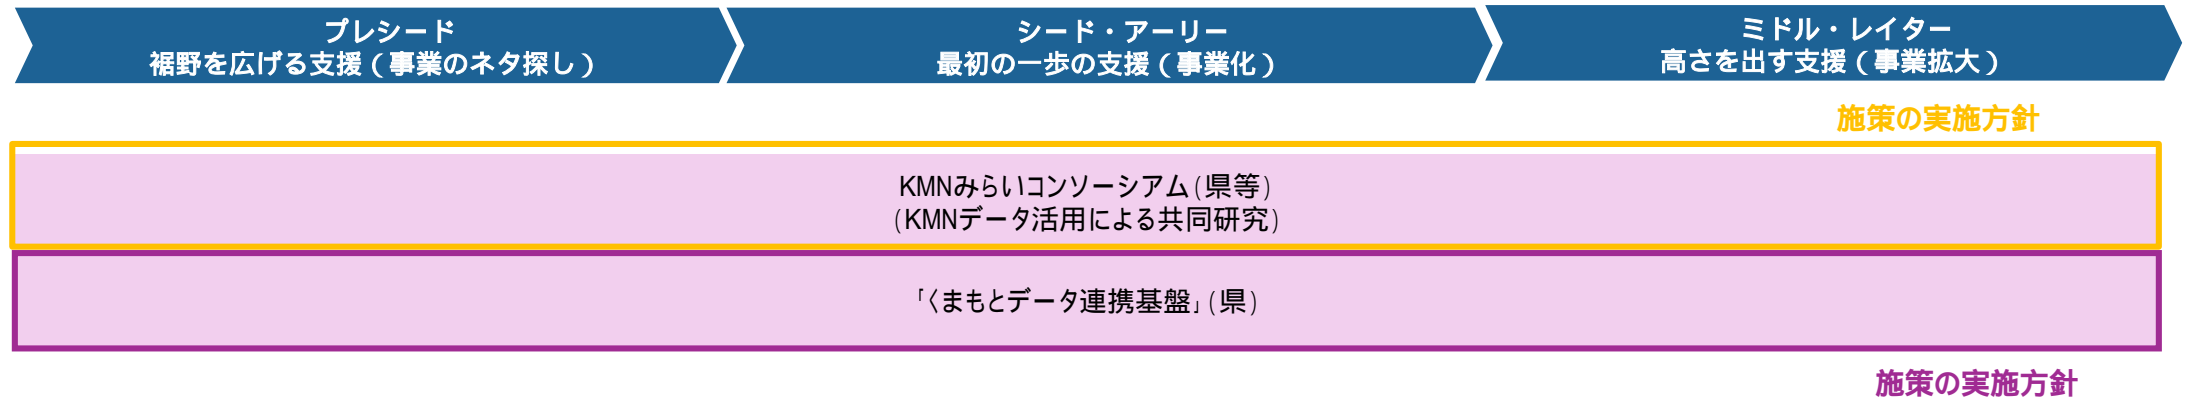 プレシード
裾野を広げる支援（事業のネタ探し）
シード・アーリー
最初の一歩の支援（事業化）
ミドル・レイター
高さを出す支援（事業拡大）
施策の実施方針
KMNみらいコンソーシアム(県等)
(KMNデータ活用による共同研究)
「くまもとデータ連携基盤」(県)
施策の実施方針